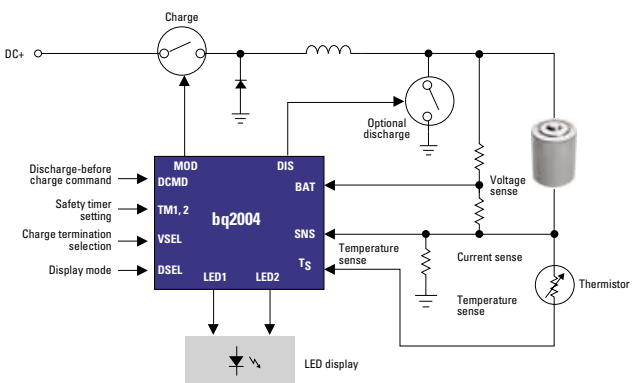 Charge
DC+
Optional
discharge
MOD
DIS
Discharge-before
charge command
DCMD
BAT
Safety timer
setting
TM1, 2
bq2004
Voltage
sense
Charge termination
selection
VSEL
SNS
Temperature
sense
Current sense
Display mode
DSEL
LED1
LED2
TS
Temperature
sense
Thermistor
LED display